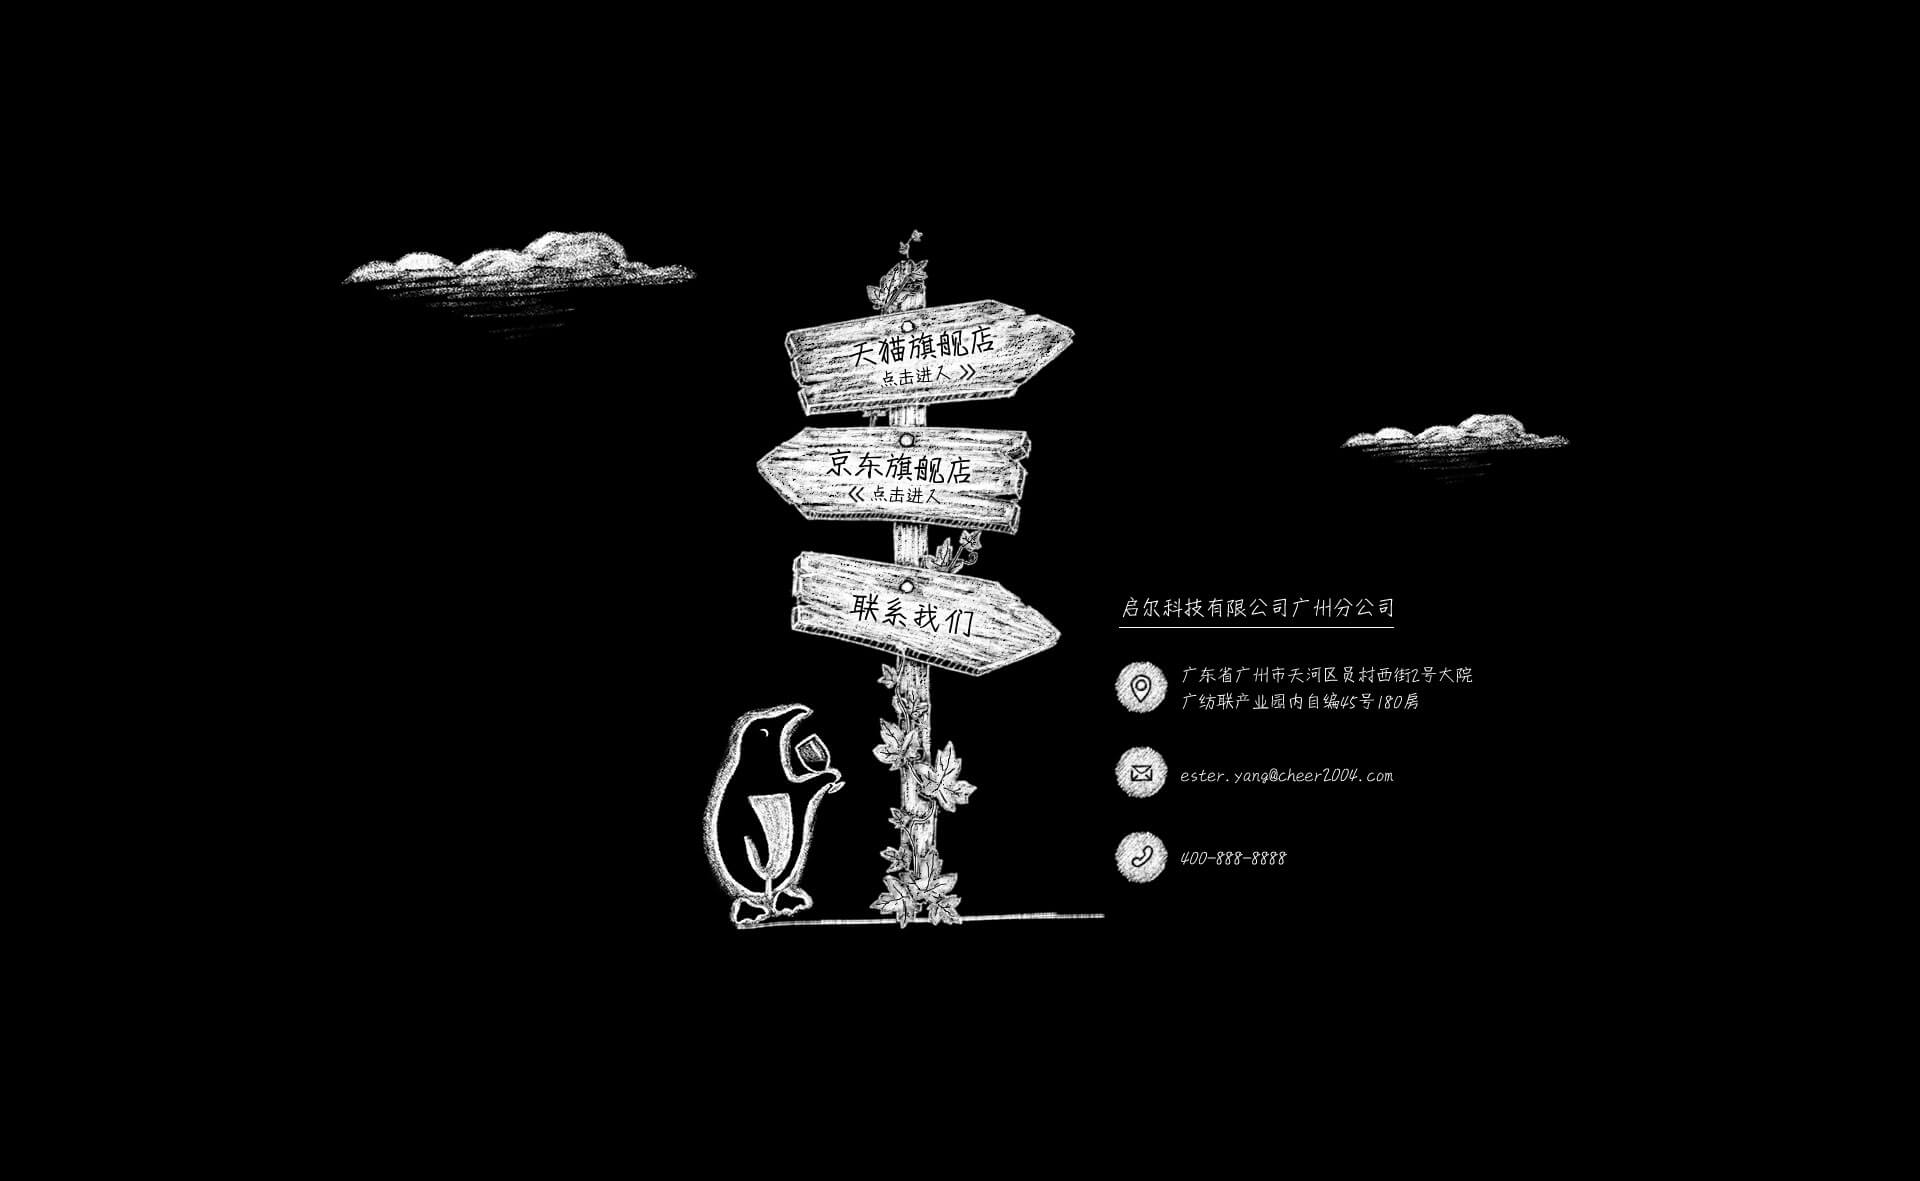 天猫旗舰店
点击进入 »
京东旗舰店
« 点击进入
联系我们
启尔科技有限公司广州分公司
广东省广州市天河区员村西街2号大院
广纺联产业园内自编45号180房
ester.yang@cheer2004.com
400-888-8888